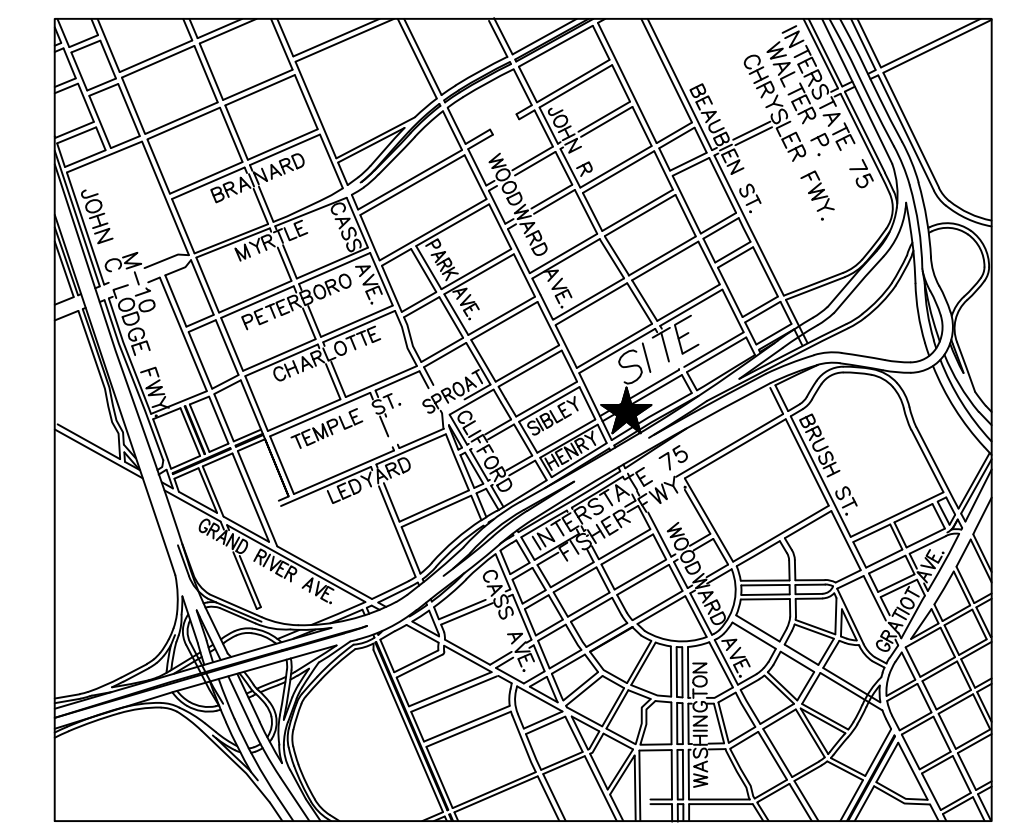 INTERSTATE 75
WALTER P.
CHRYSLER FWY.
BEAUBEN ST.
JOHN R
WOODWARD AVE.
BRAINARD
MYRTLE
CASS AVE.
PARK AVE.
JOHN C LODGE FWY.
M-10
PETERBORO
CHARLOTTE
TEMPLE ST.
SPROAT
CLIFFORD
LEDYARD
SITE
SIBLEY
HENRY
INTERSTATE 75
FISHER FWY.
BRUSH ST.
GRAND RIVER AVE.
CASS AVE.
WOODWARD AVE.
GRATIOT AVE.
WASHINGTON